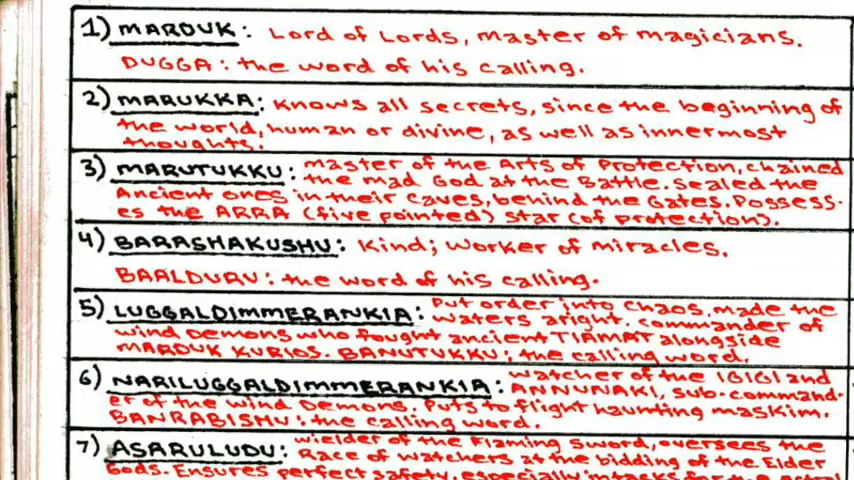 1) MARDUK: Lord of Lords, master of magicians.
DUGGA: the word of his calling.
2) MARUKKA: Knows all secrets, since the beginning of
the world, human or divine, as well as innermost
thoughts.
3) MARUTUKKU: master of the Arts of Protection, chained
the mad God at the Battle. Sealed the
Ancient ones in their caves, behind the Gates. Possess-
es the ARRA (five pointed) star (of protection).
4) BARASHAKUSHU: Kind; worker of miracles.
BAALDURU: the word of his calling.
5) LUGGALDIMMERANKIA: Put order into chaos, made the
waters aright. Commander of
wind Demons who fought ancient TIAMAT alongside
MARDUK KURIOS. BANUTUKKU: the calling word.
6) NARILUGGALDIMMERANKIA: watcher of the IGIGI and
ANNUNAKI, sub-command-
er of the wind Demons. Puts to flight haunting maskim.
BANRABISHU: the calling word.
7) ASARULUDU: wielder of the Flaming Sword, oversees the
Race of watchers at the bidding of the Elder
Gods. Ensures perfect safety, especially in tasks for the